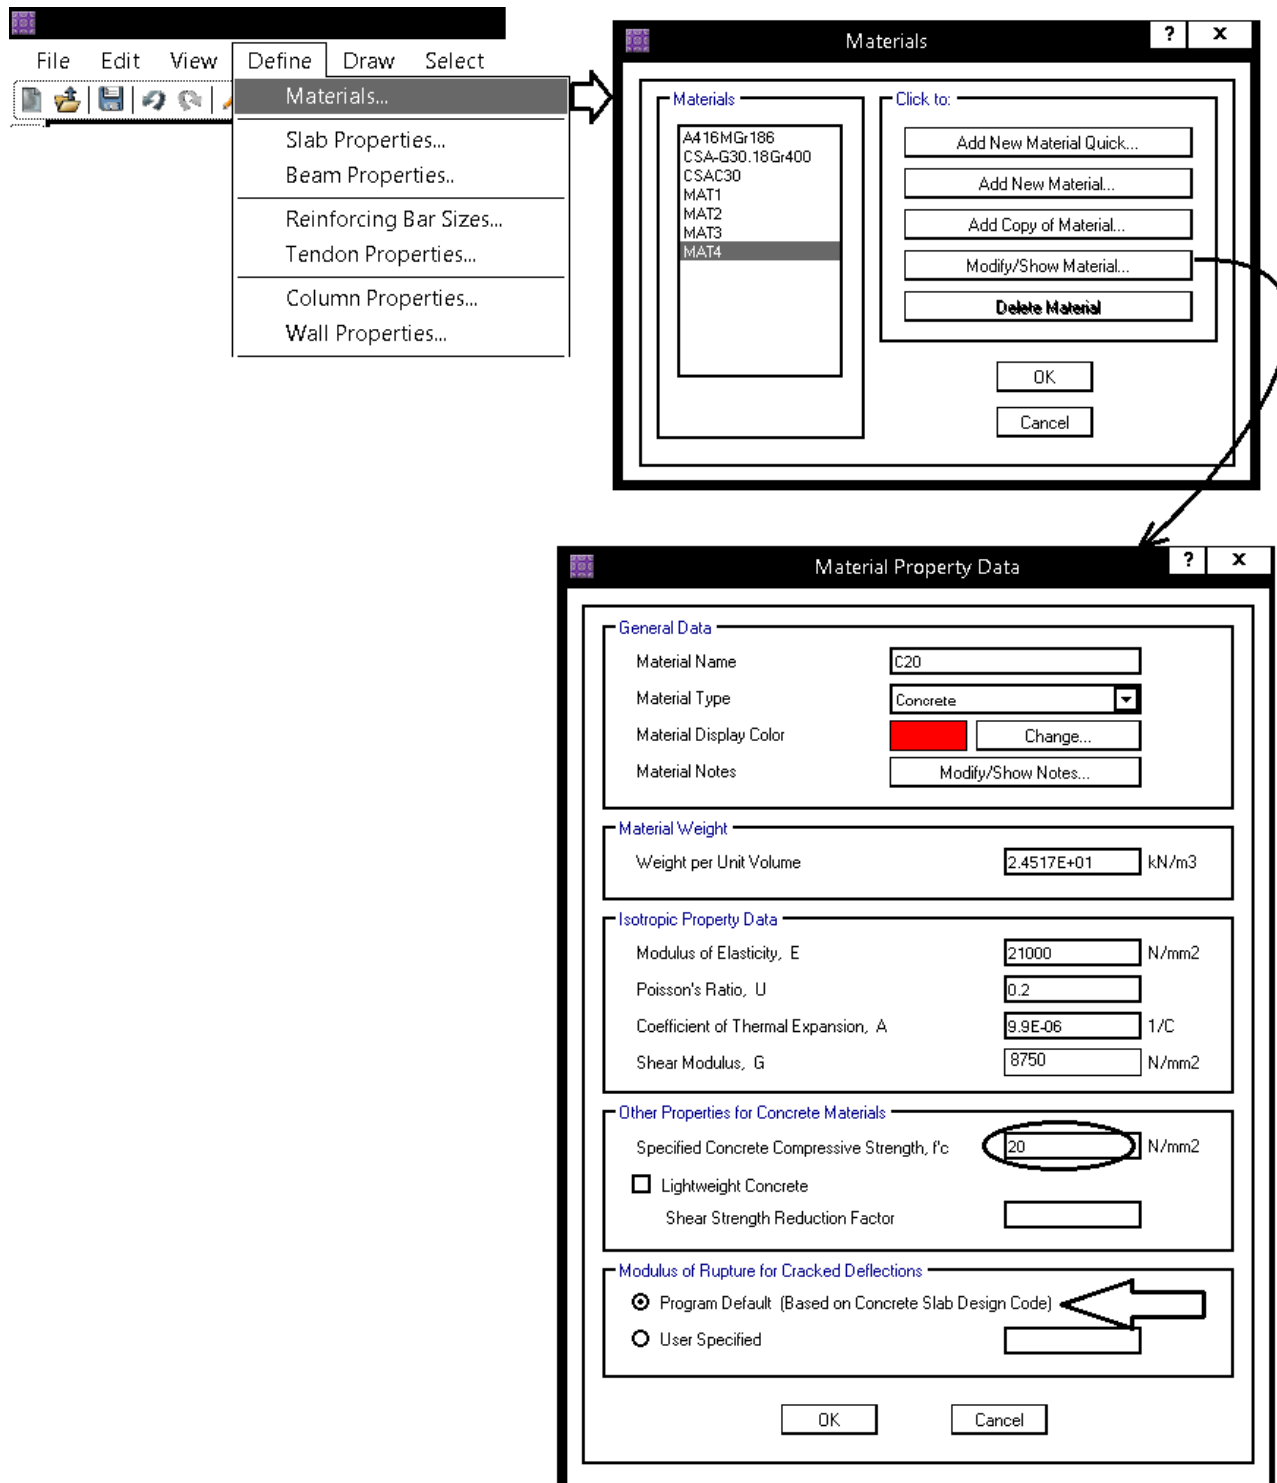 File Edit View Define Draw Select
Materials...
Slab Properties...
Beam Properties..
Reinforcing Bar Sizes...
Tendon Properties...
Column Properties...
Wall Properties...
Materials ? X
Materials
A416MGr186
CSA-G30.18Gr400
CSAC30
MAT1
MAT2
MAT3
MAT4
Click to:
Add New Material Quick...
Add New Material...
Add Copy of Material...
Modify/Show Material...
Delete Material
OK
Cancel
Material Property Data ? X
General Data
Material Name C20
Material Type Concrete
Material Display Color Change...
Material Notes Modify/Show Notes...
Material Weight
Weight per Unit Volume 2.4517E+01 kN/m3
Isotropic Property Data
Modulus of Elasticity, E 21000 N/mm2
Poisson's Ratio, U 0.2
Coefficient of Thermal Expansion, A 9.9E-06 1/C
Shear Modulus, G 8750 N/mm2
Other Properties for Concrete Materials
Specified Concrete Compressive Strength, f'c 20 N/mm2
Lightweight Concrete
Shear Strength Reduction Factor
Modulus of Rupture for Cracked Deflections
Program Default (Based on Concrete Slab Design Code)
User Specified
OK Cancel